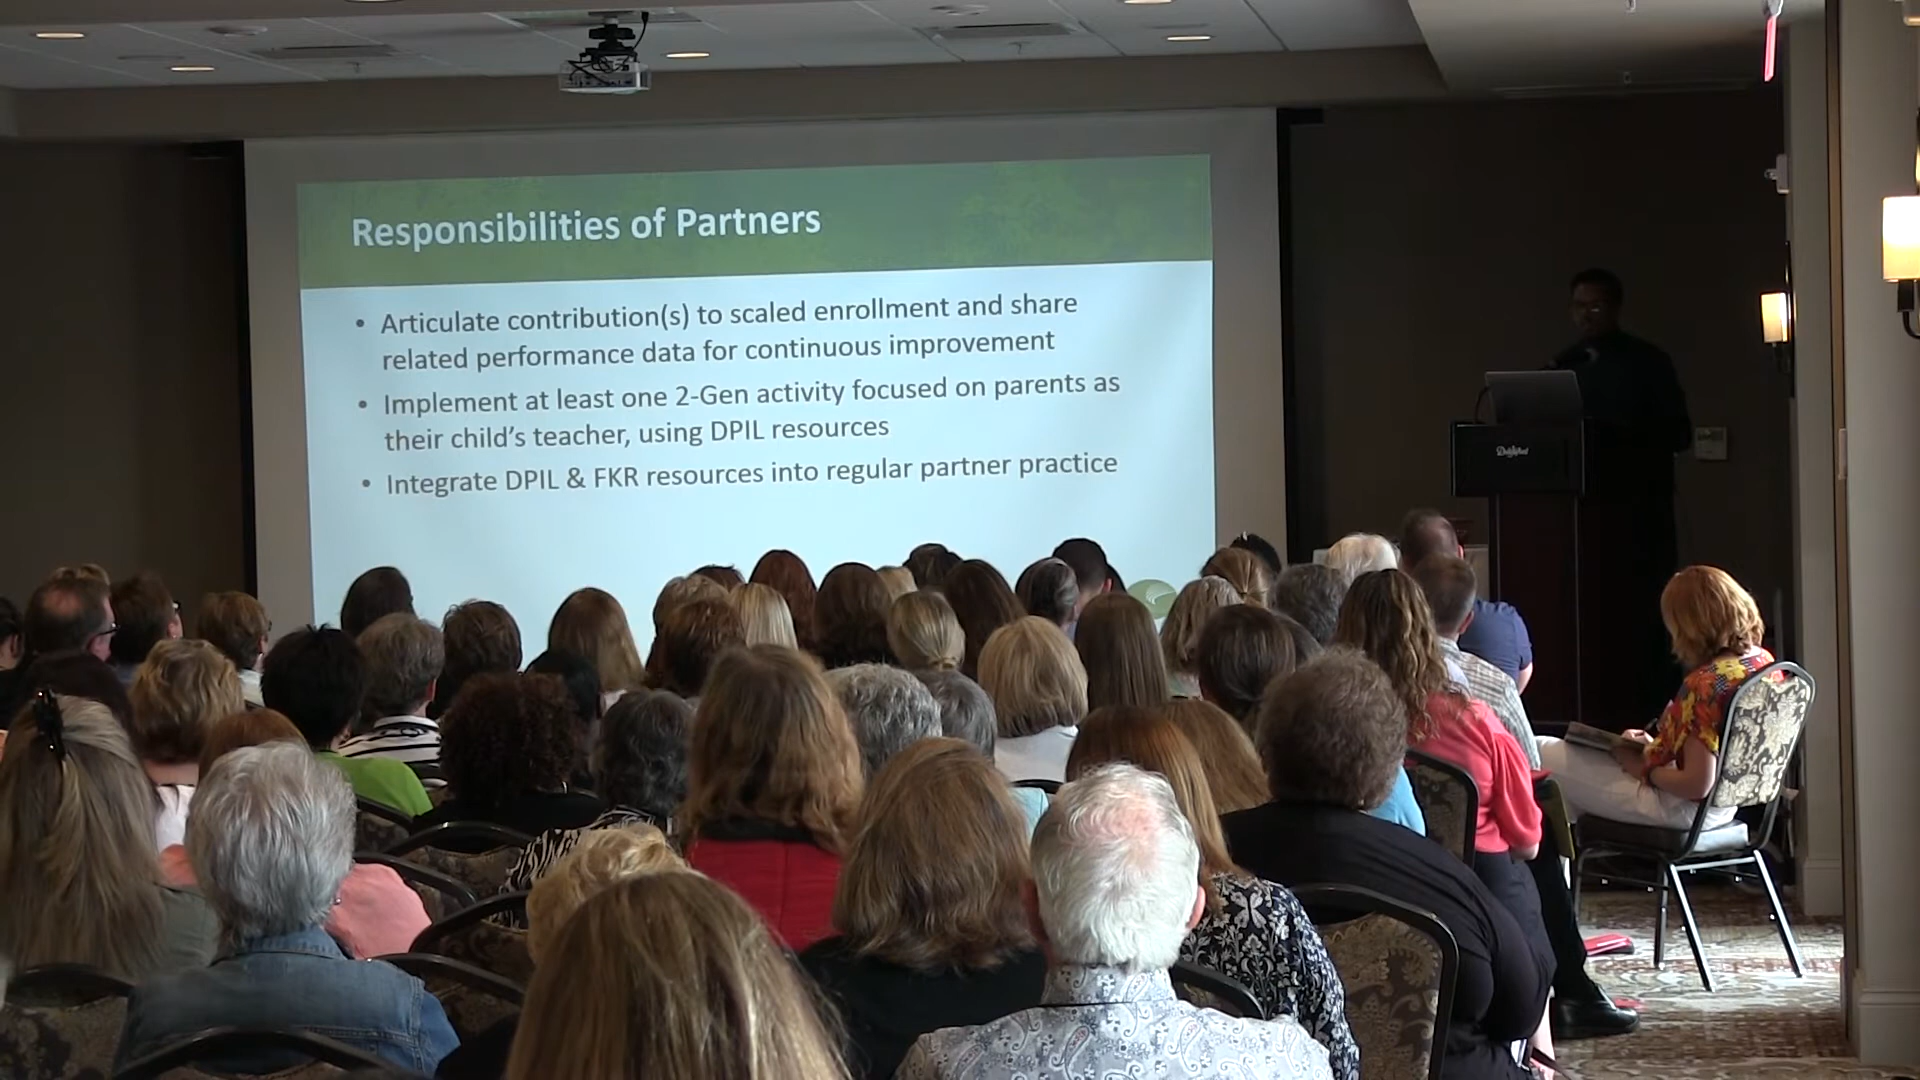 Responsibilities of Partners
• Articulate contribution(s) to scaled enrollment and share
related performance data for continuous improvement
• Implement at least one 2-Gen activity focused on parents as
their child's teacher, using DPIL resources
• Integrate DPIL & FKR resources into regular partner practice